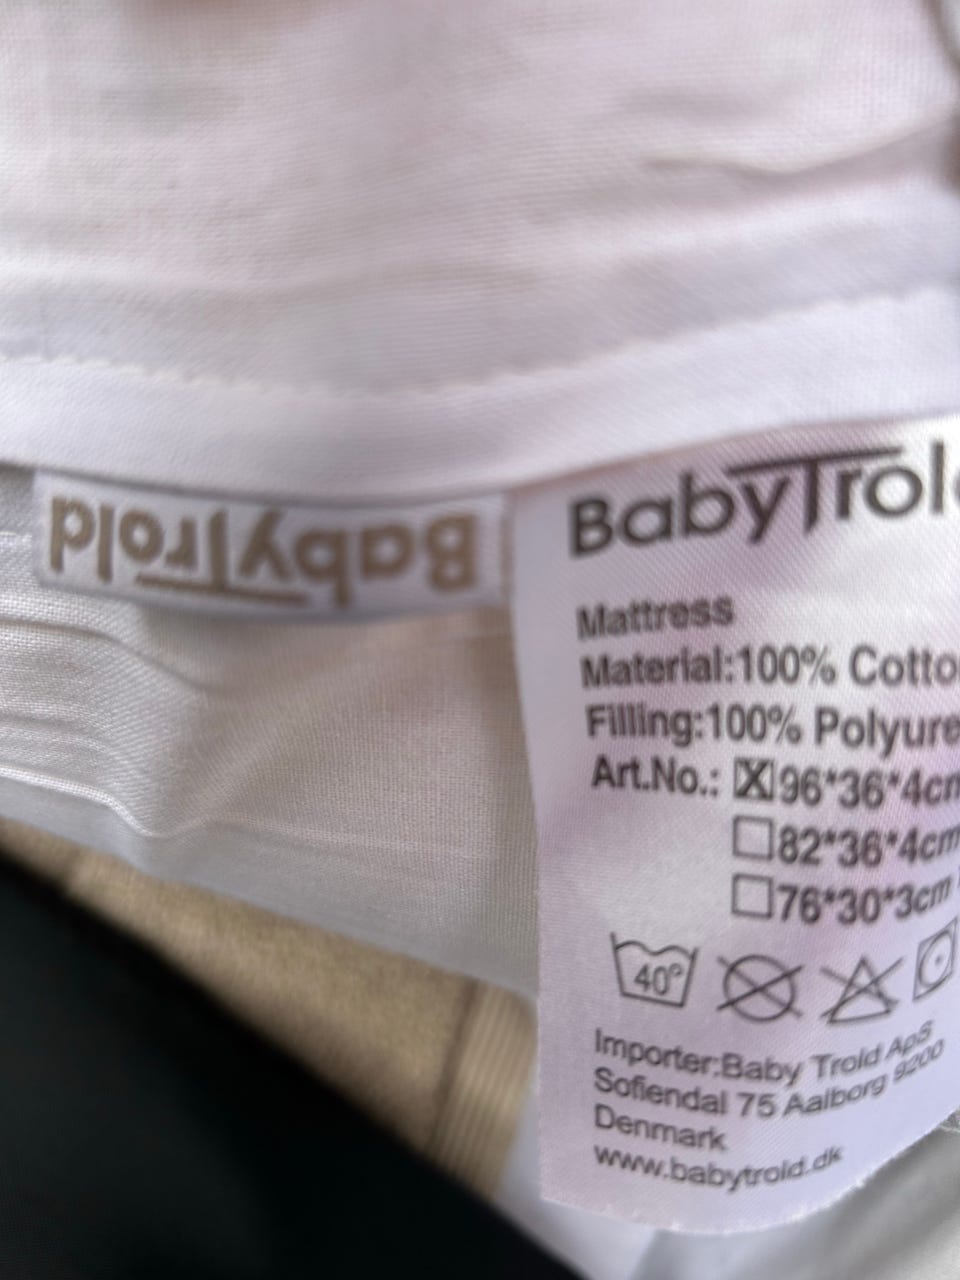 BabyTrold
BabyTrold
Mattress
Material:100% Cotto
Filling:100% Polyure
Art.No.: ☒96*36*4cm
☐82*36*4cm
☐76*30*3cm
40°
Importer:Baby Trold ApS
Sofiendal 75 Aalborg 9200
Denmark
www.babytrold.dk